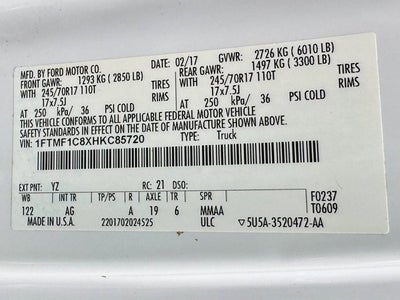 MFD. BY FORD MOTOR CO. 02/17 GVWR: 2726 KG ( 6010 LB)
FRONT GAWR: 1293 KG ( 2850 LB) REAR GAWR: 1497 KG ( 3300 LB)
WITH WITH
245/70R17 110T TIRES 245/70R17 110T TIRES
17x7.5J RIMS 17x7.5J RIMS
AT 250 kPa/ 36 PSI COLD AT 250 kPa/ 36 PSI COLD
THIS VEHICLE CONFORMS TO ALL APPLICABLE FEDERAL MOTOR VEHICLE
SAFETY STANDARDS IN EFFECT ON THE DATE OF MANUFACTURE SHOWN ABOVE.
VIN: 1FTMF1C8XHKC85720 TYPE: Truck
EXT PNT: YZ RC: 21 DSO: F0237
WB INT TR TP/PS R AXLE TR SPR T0609
122 AG A 19 6 MMAA
MADE IN U.S.A. 2201702024525 ULC ▽5U5A-3520472-AA